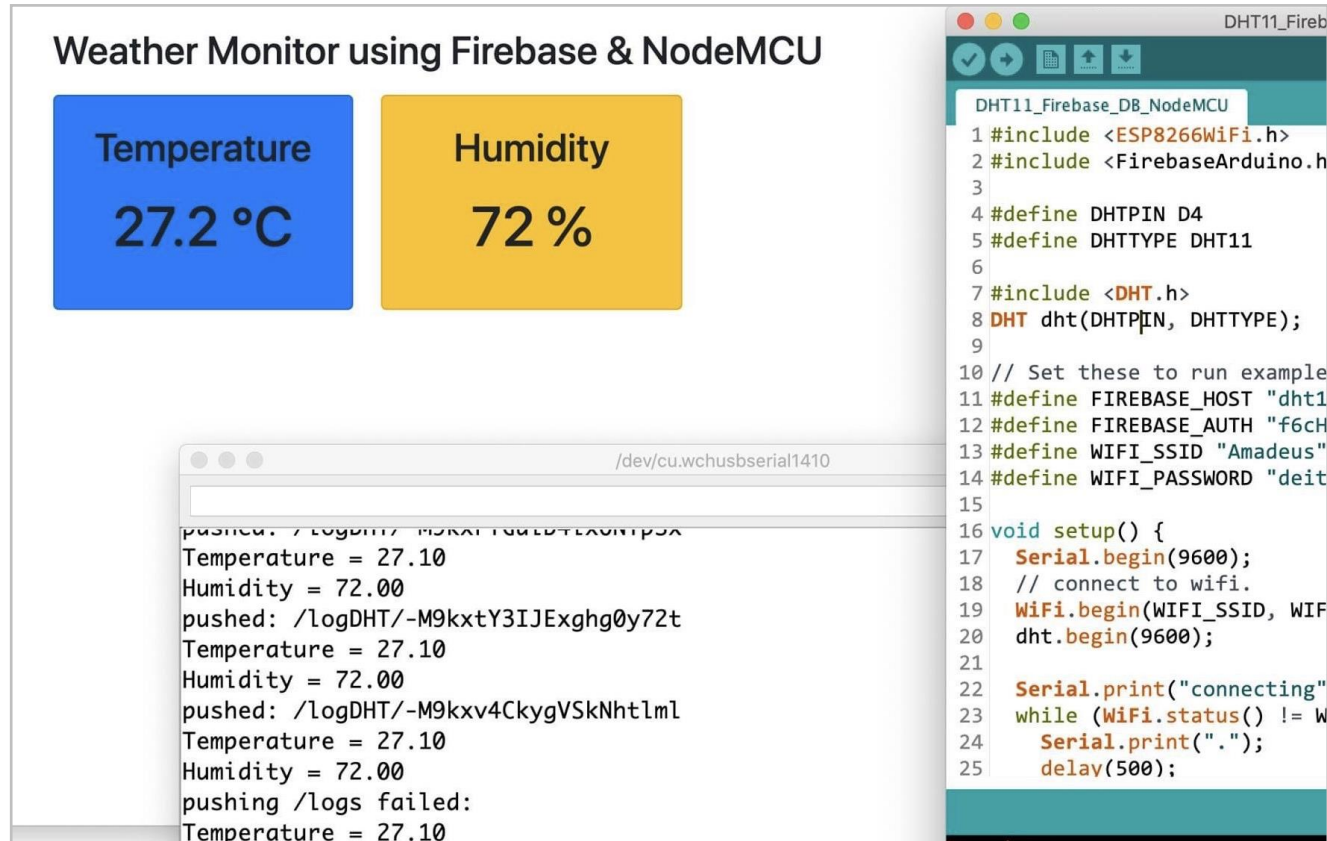 Weather Monitor using Firebase & NodeMCU
Temperature
27.2 °C
Humidity
72 %
/dev/cu.wchusbserial1410
Temperature = 27.10
Humidity = 72.00
pushed: /logDHT/-M9kxtY3IJExghg0y72t
Temperature = 27.10
Humidity = 72.00
pushed: /logDHT/-M9kxv4CkygVSkNhtlml
Temperature = 27.10
Humidity = 72.00
pushing /logs failed:
Temperature = 27.10
DHT11_Fireb
DHT11_Firebase_DB_NodeMCU
1 #include <ESP8266WiFi.h>
2 #include <FirebaseArduino.h
3
4 #define DHTPIN D4
5 #define DHTTYPE DHT11
6
7 #include <DHT.h>
8 DHT dht(DHTPIN, DHTTYPE);
9
10 // Set these to run example
11 #define FIREBASE_HOST "dht1
12 #define FIREBASE_AUTH "f6cH
13 #define WIFI_SSID "Amadeus"
14 #define WIFI_PASSWORD "deit
15
16 void setup() {
17 Serial.begin(9600);
18 // connect to wifi.
19 WiFi.begin(WIFI_SSID, WIF
20 dht.begin(9600);
21
22 Serial.print("connecting"
23 while (WiFi.status() != W
24 Serial.print(".");
25 delay(500);